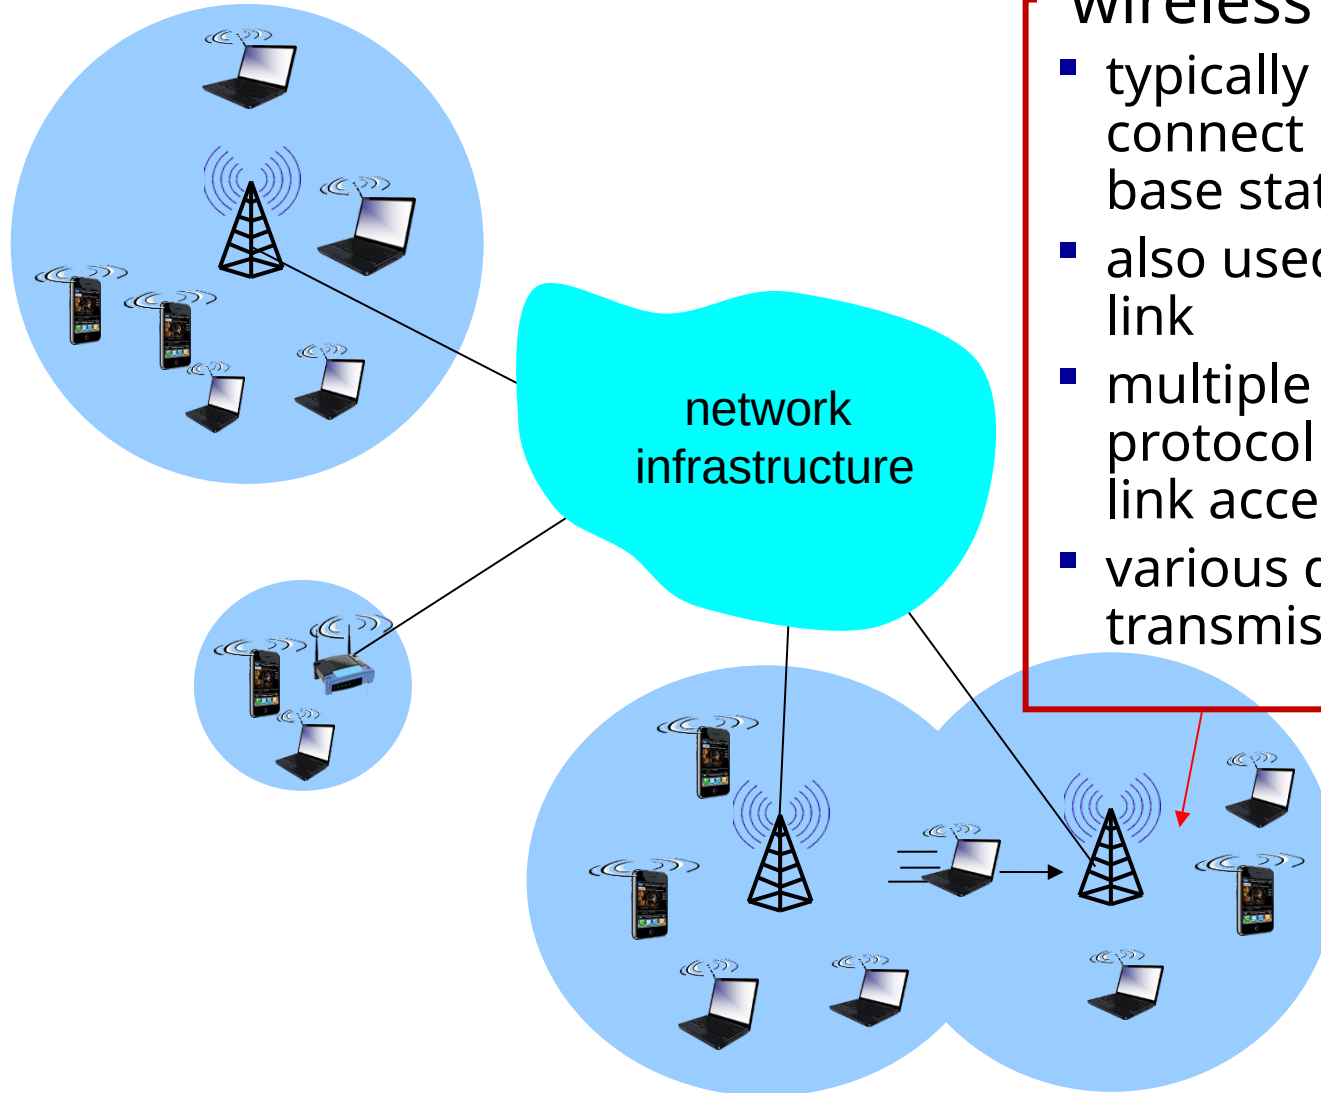 wireless
typically
connect
base stat
also used
link
multiple
protocol
link acce
various d
transmis
network
infrastructure